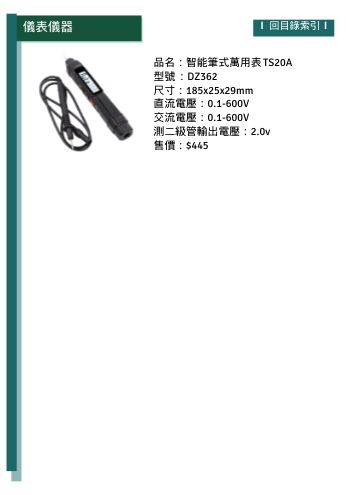 儀表儀器
I 回目錄索引 I
品名：智能筆式萬用表TS20A
型號：DZ362
尺寸：185x25x29mm
直流電壓：0.1-600V
交流電壓：0.1-600V
測二級管輸出電壓：2.0v
售價：$445